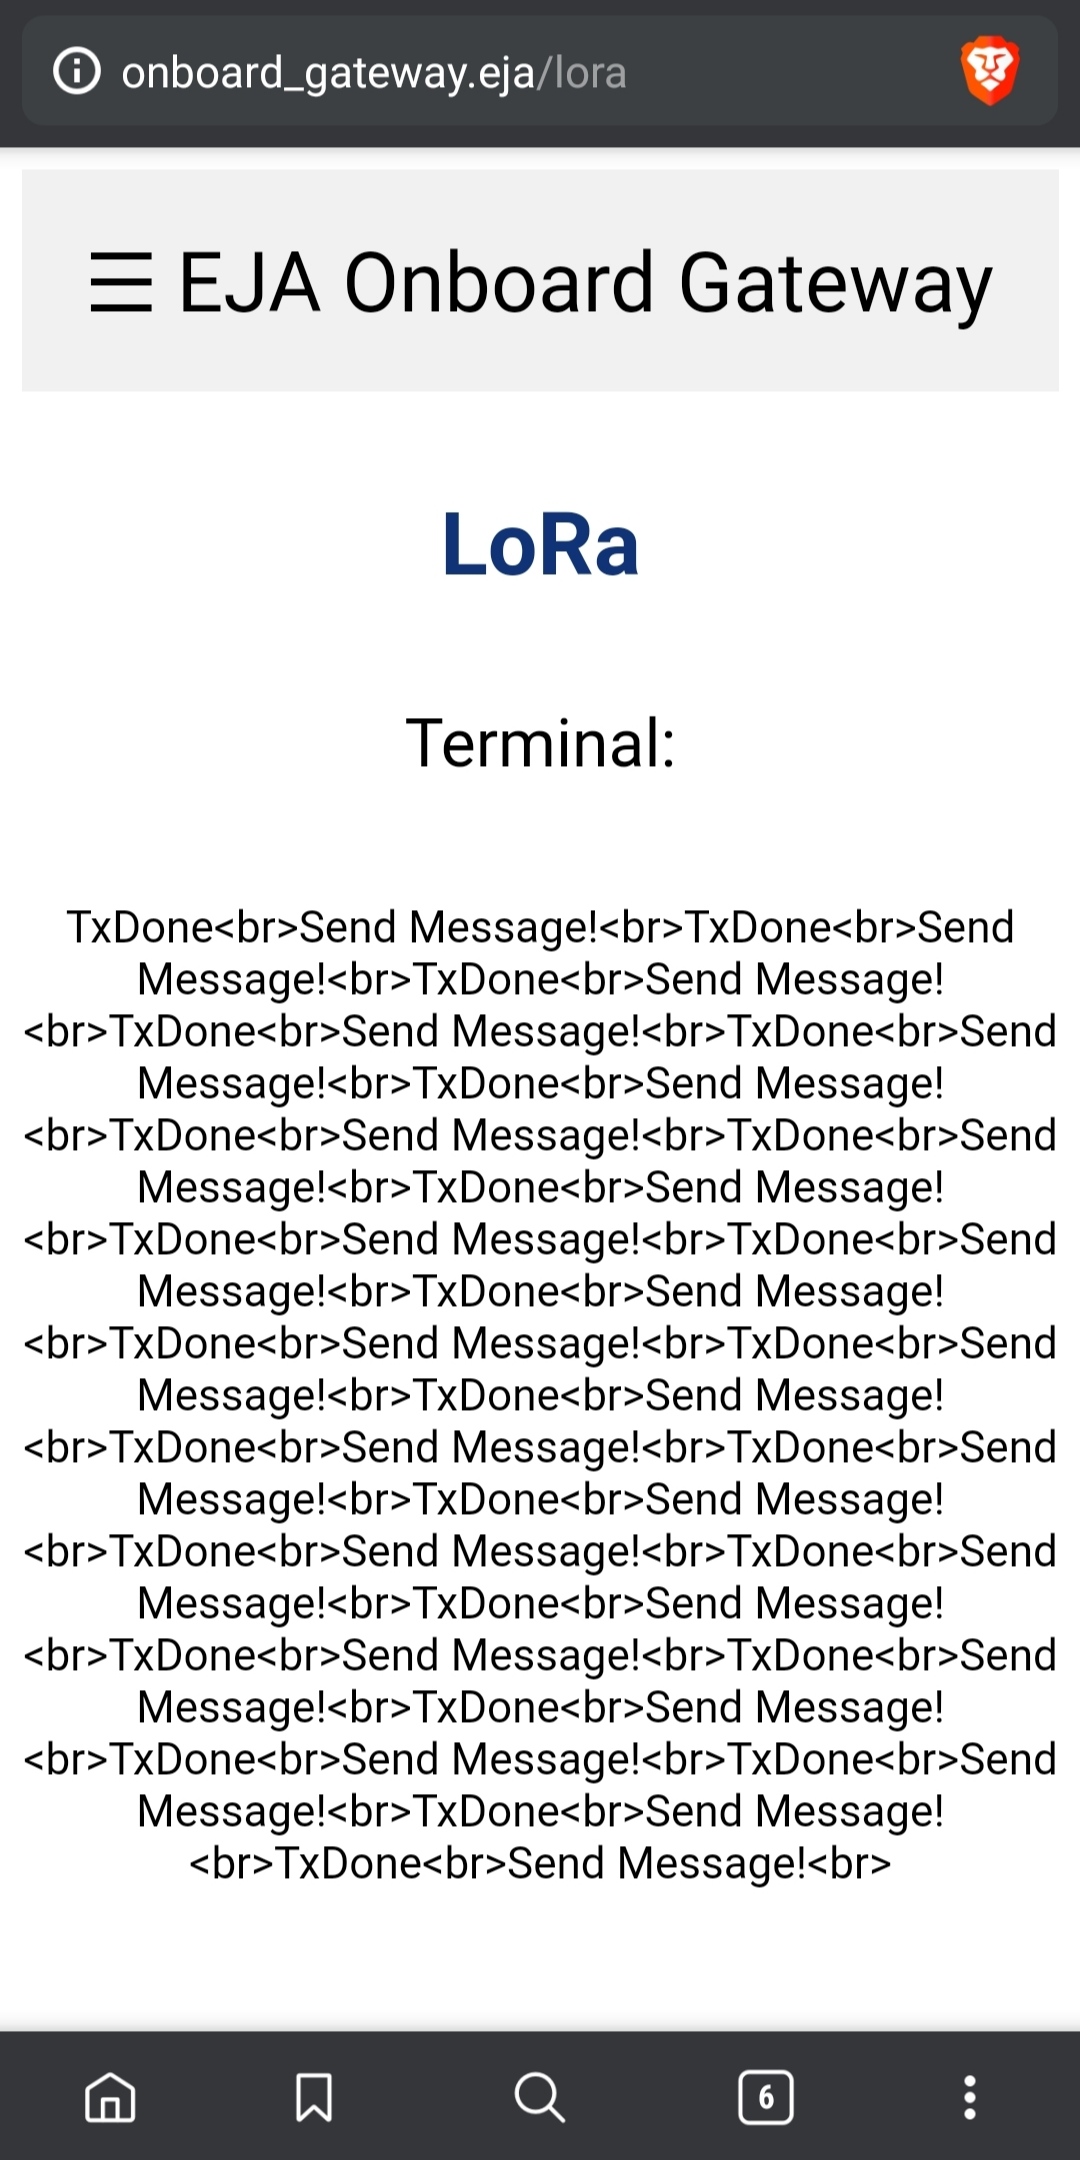 onboard_gateway.eja/lora
☰ EJA Onboard Gateway
LoRa
Terminal:
TxDone<br>Send Message!<br>TxDone<br>Send
Message!<br>TxDone<br>Send Message!
<br>TxDone<br>Send Message!<br>TxDone<br>Send
Message!<br>TxDone<br>Send Message!
<br>TxDone<br>Send Message!<br>TxDone<br>Send
Message!<br>TxDone<br>Send Message!
<br>TxDone<br>Send Message!<br>TxDone<br>Send
Message!<br>TxDone<br>Send Message!
<br>TxDone<br>Send Message!<br>TxDone<br>Send
Message!<br>TxDone<br>Send Message!
<br>TxDone<br>Send Message!<br>TxDone<br>Send
Message!<br>TxDone<br>Send Message!
<br>TxDone<br>Send Message!<br>TxDone<br>Send
Message!<br>TxDone<br>Send Message!
<br>TxDone<br>Send Message!<br>TxDone<br>Send
Message!<br>TxDone<br>Send Message!
<br>TxDone<br>Send Message!<br>TxDone<br>Send
Message!<br>TxDone<br>Send Message!
<br>TxDone<br>Send Message!<br>
6